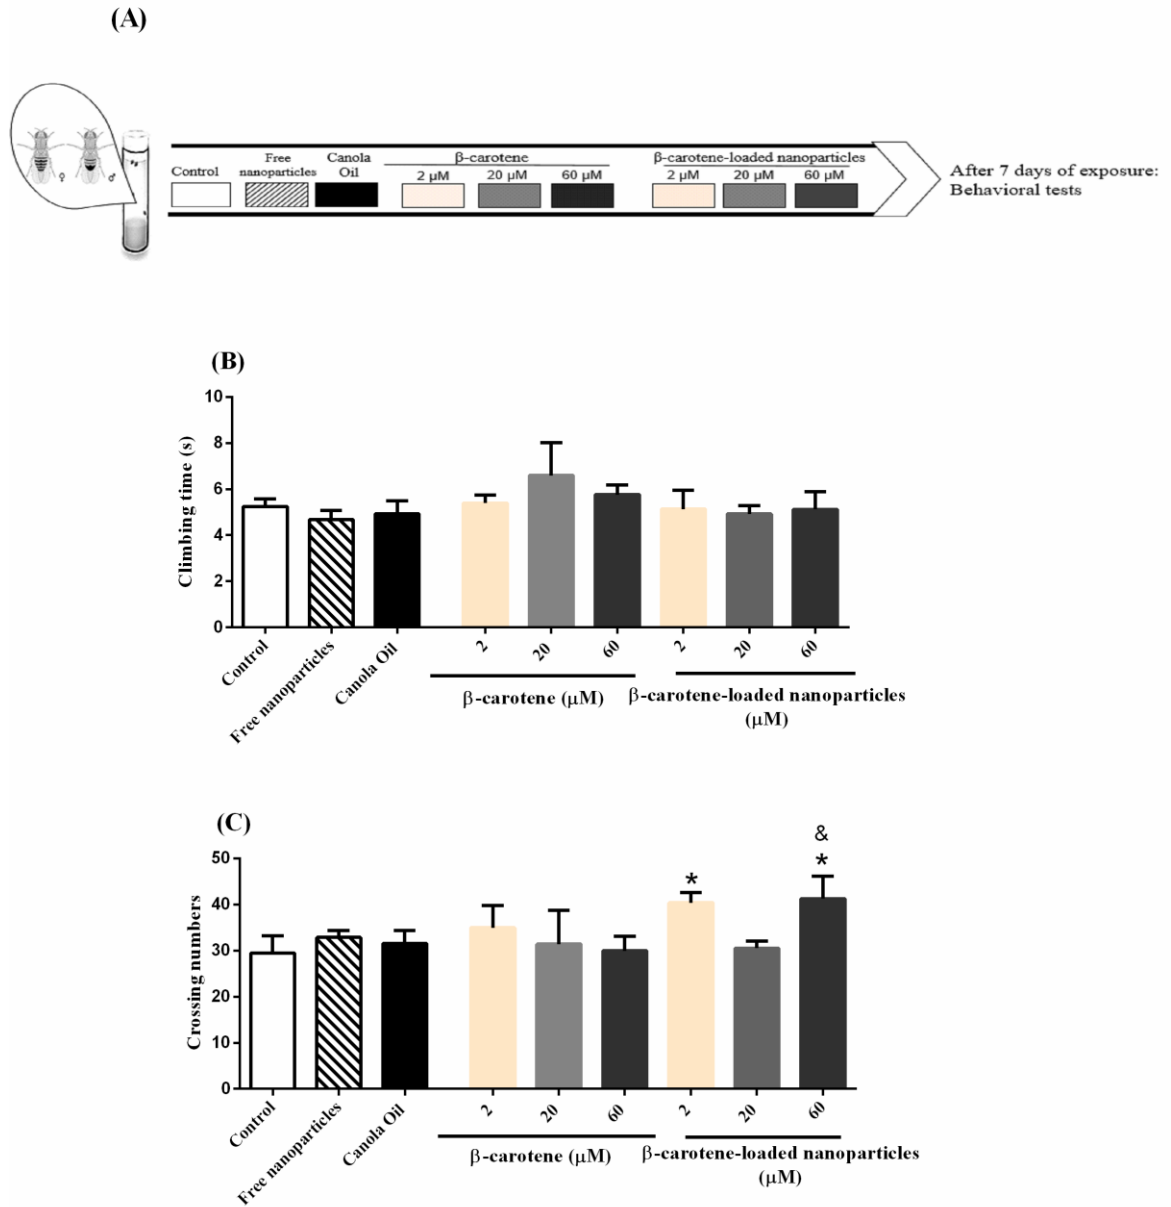 (A)
Control
Free nanoparticles
Canola Oil
β-carotene
2 μM 20 μM 60 μM
β-carotene-loaded nanoparticles
2 μM 20 μM 60 μM
♀ ♂
After 7 days of exposure:
Behavioral tests
(B)
Climbing time (s)
10
8
6
4
2
0
Control
Free nanoparticles
Canola Oil
2
20
60
2
20
60
β-carotene (μM)
β-carotene-loaded nanoparticles
(μM)
(C)
Crossing numbers
50
40
30
20
10
0
*
&
*
Control
Free nanoparticles
Canola Oil
2
20
60
2
20
60
β-carotene (μM)
β-carotene-loaded nanoparticles
(μM)